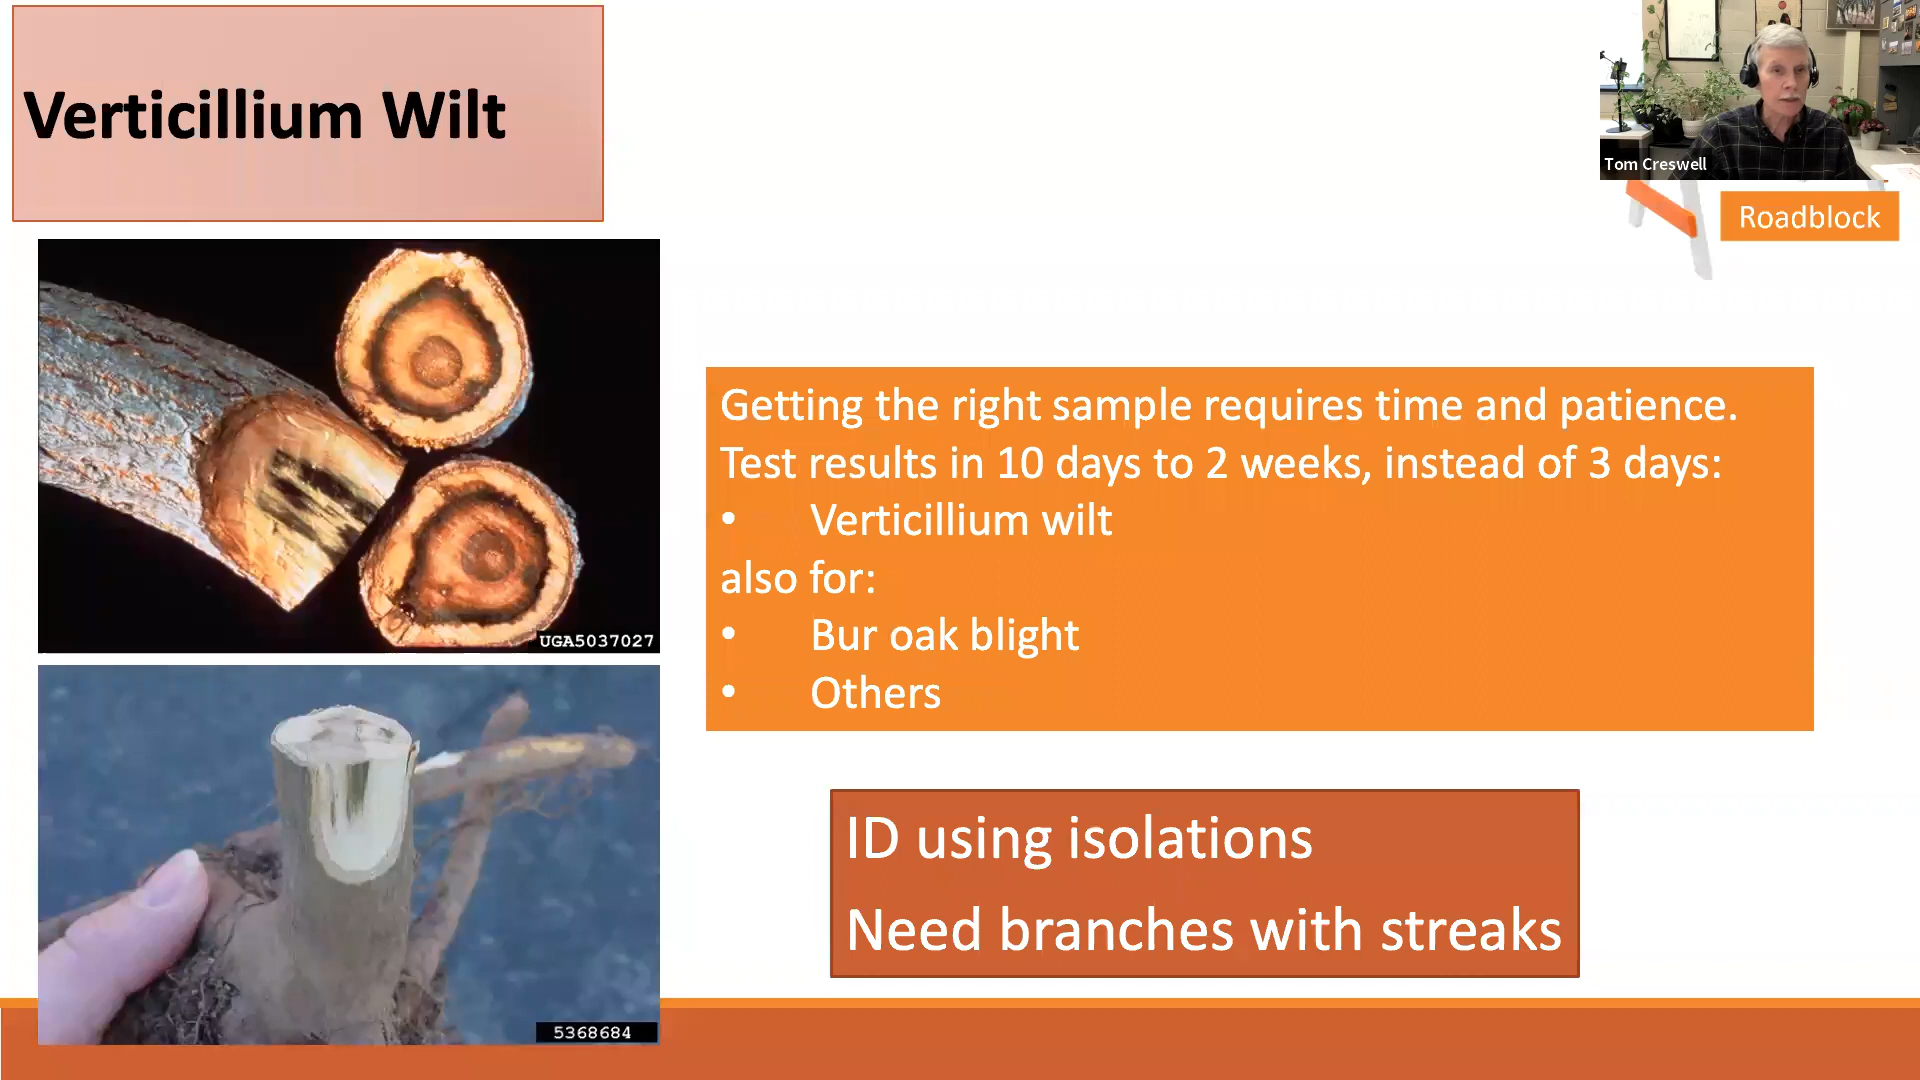 Verticillium Wilt
Tom Creswell
Roadblock
UGA5037027
Getting the right sample requires time and patience.
Test results in 10 days to 2 weeks, instead of 3 days:
• Verticillium wilt
also for:
• Bur oak blight
• Others
5368684
ID using isolations
Need branches with streaks